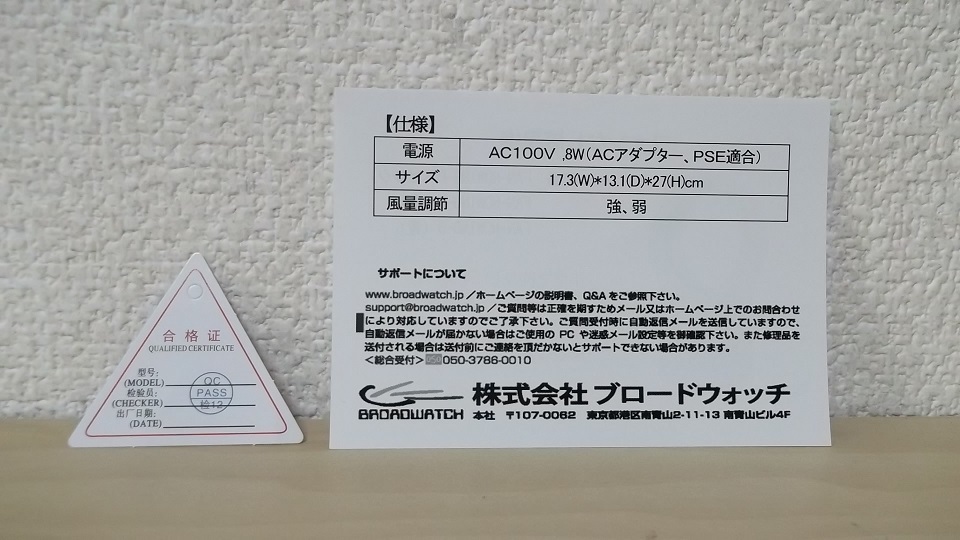 【仕様】
電源 AC100V ,8W(ACアダプター、PSE適合)
サイズ 17.3(W)*13.1(D)*27(H)cm
風量調節 強、弱
サポートについて
www.broadwatch.jp／ホームページの説明書、Q&Aをご参照下さい。
support@broadwatch.jp／ご質問等は正確を期すためメール又はホームページ上でのお問合わせ
により対応していますのでご了承下さい。ご質問受付時に自動返信メールを送信していますので、
自動返信メールが届かない場合はご使用の PC や迷惑メール設定等を御確認下さい。また修理品を
送付される場合は送付前にご連絡を頂だかないとサポートできない場合があります。
<総合受付> 050-3786-0010
株式会社 ブロードウォッチ
BROADWATCH 本社 〒107-0062 東京都港区南青山2-11-13 南青山ビル4F
合格证
QUALIFIED CERTIFICATE
型号:
(MODEL)
检验员:
(CHECKER)
出厂日期:
(DATE)
QC
PASS
检12